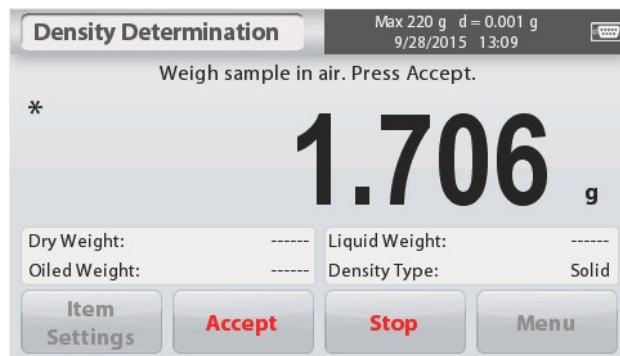 Density Determination
Max 220 g d = 0.001 g
9/28/2015 13:09
Weigh sample in air. Press Accept.
*
1.706 g
Dry Weight: ------ Liquid Weight: ------
Oiled Weight: ------ Density Type: Solid
Item Settings
Accept
Stop
Menu